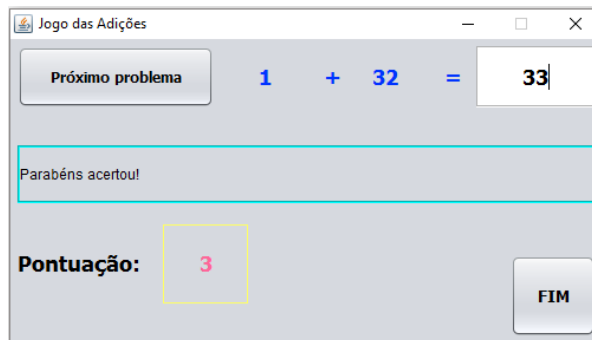 Jogo das Adições
Próximo problema 1 + 32 = 33
Parabéns acertou!
Pontuação: 3
FIM